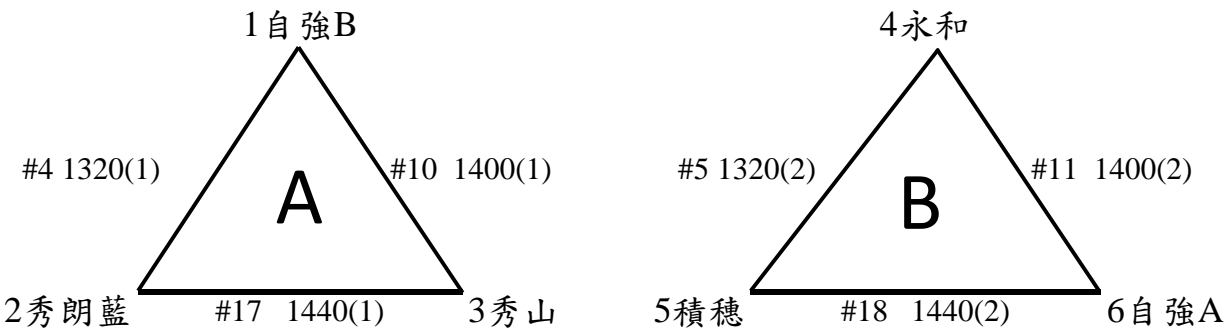 1自強B
4永和
#4 1320(1)
#10 1400(1)
#5 1320(2)
#11 1400(2)
A
B
2秀朗藍
#17 1440(1)
3秀山
5積穗
#18 1440(2)
6自強A